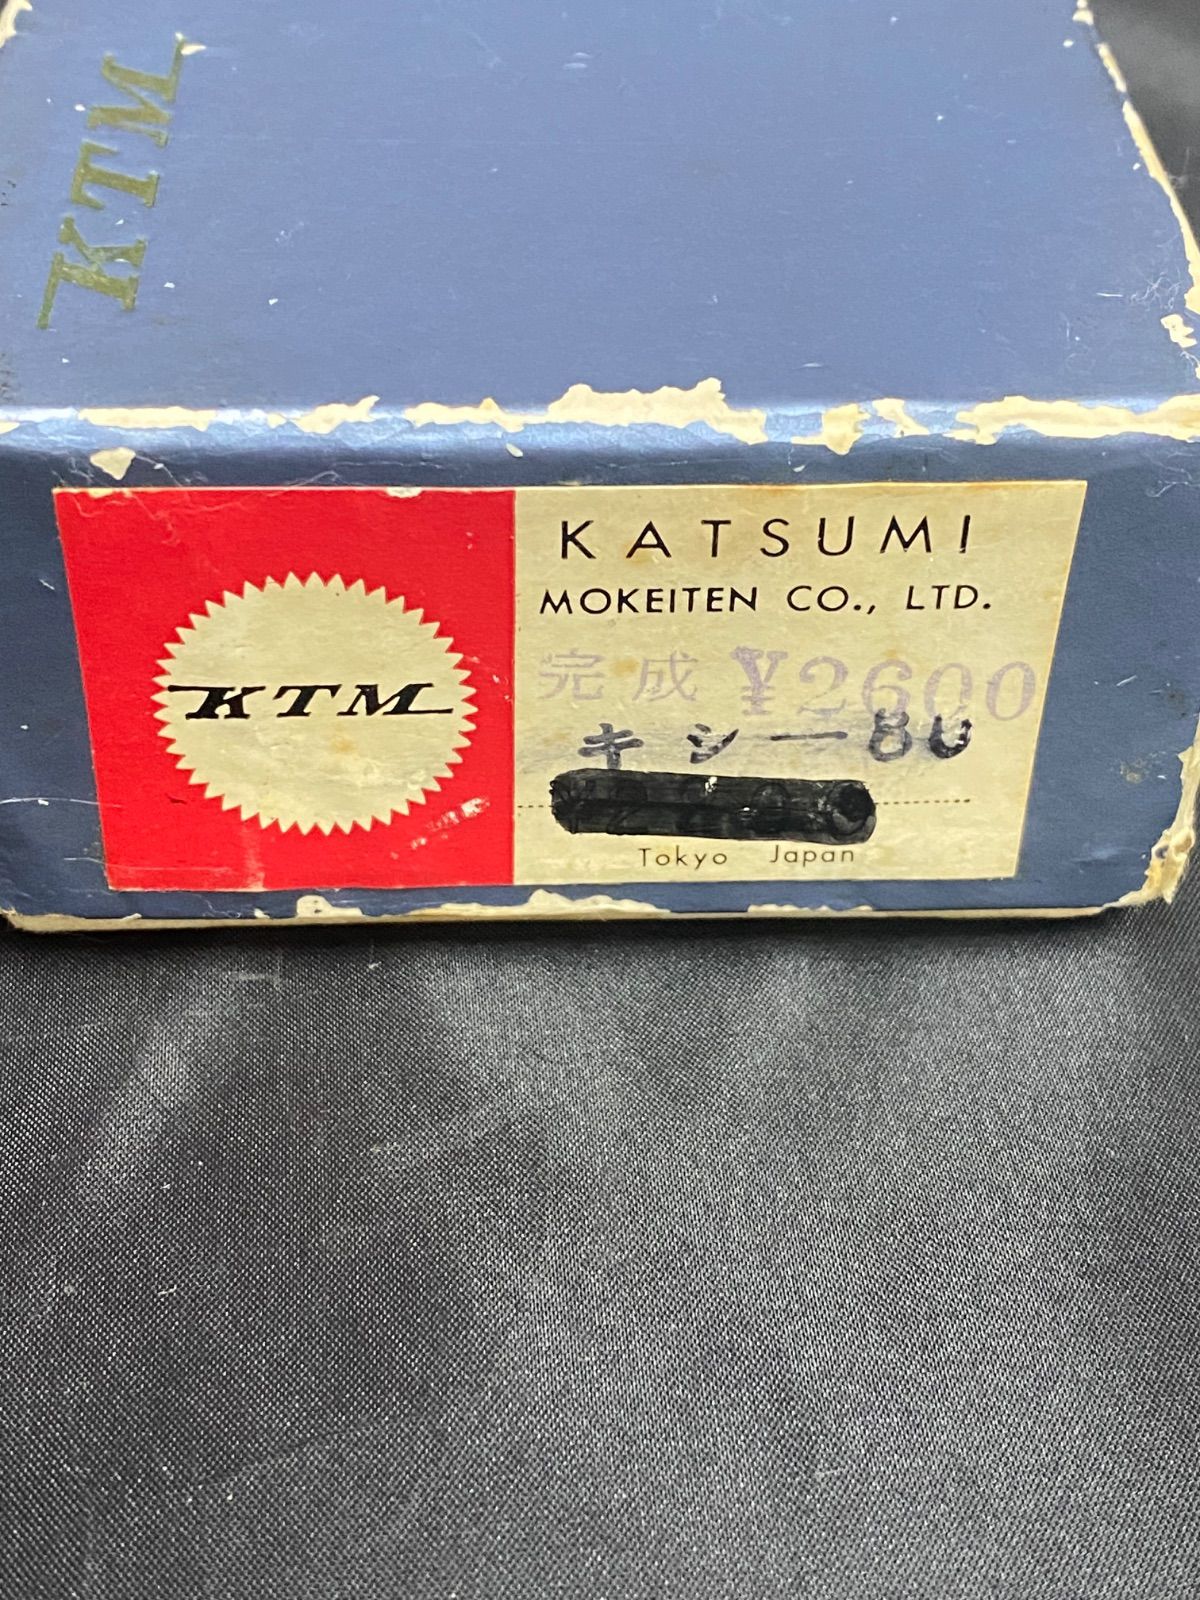 KTM
KTM
KATSUMI
MOKEITEN CO., LTD.
完成 ¥2600
キシ—80
Tokyo Japan